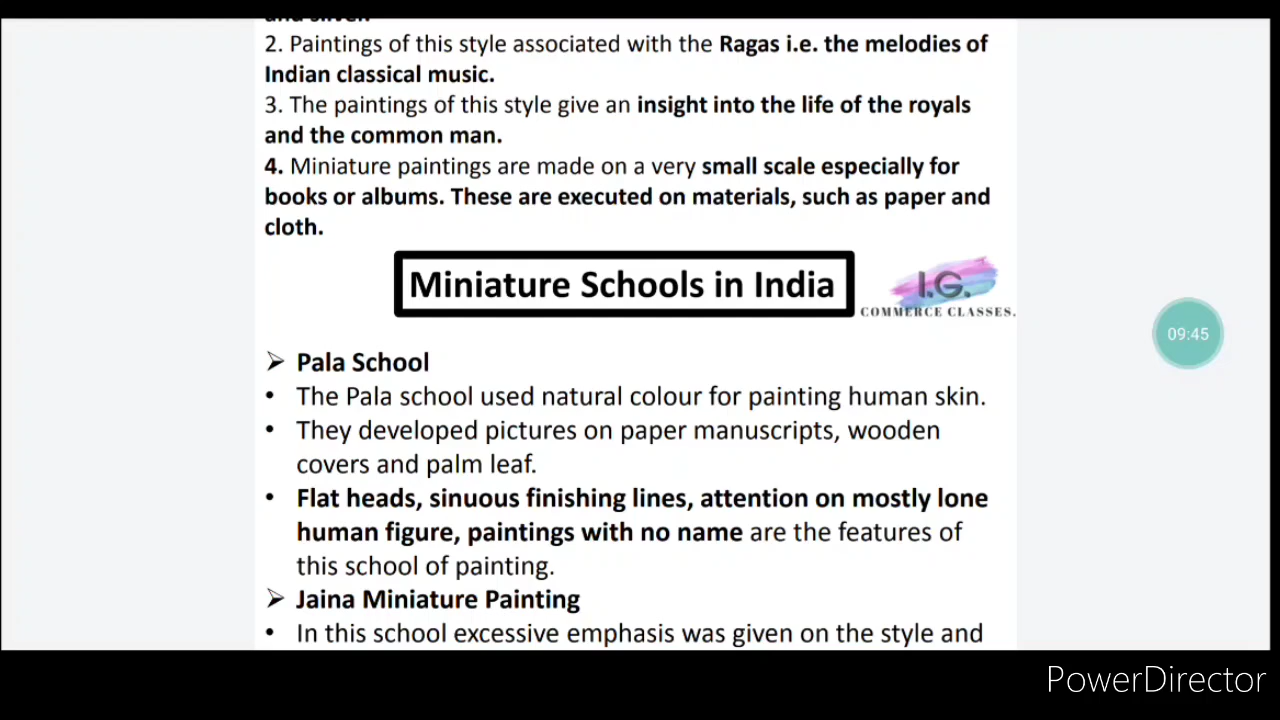 and silver.
2. Paintings of this style associated with the Ragas i.e. the melodies of
Indian classical music.
3. The paintings of this style give an insight into the life of the royals
and the common man.
4. Miniature paintings are made on a very small scale especially for
books or albums. These are executed on materials, such as paper and
cloth.
Miniature Schools in India
I.G.
COMMERCE CLASSES.
09:45
➢ Pala School
• The Pala school used natural colour for painting human skin.
• They developed pictures on paper manuscripts, wooden
covers and palm leaf.
• Flat heads, sinuous finishing lines, attention on mostly lone
human figure, paintings with no name are the features of
this school of painting.
➢ Jaina Miniature Painting
• In this school excessive emphasis was given on the style and
PowerDirector